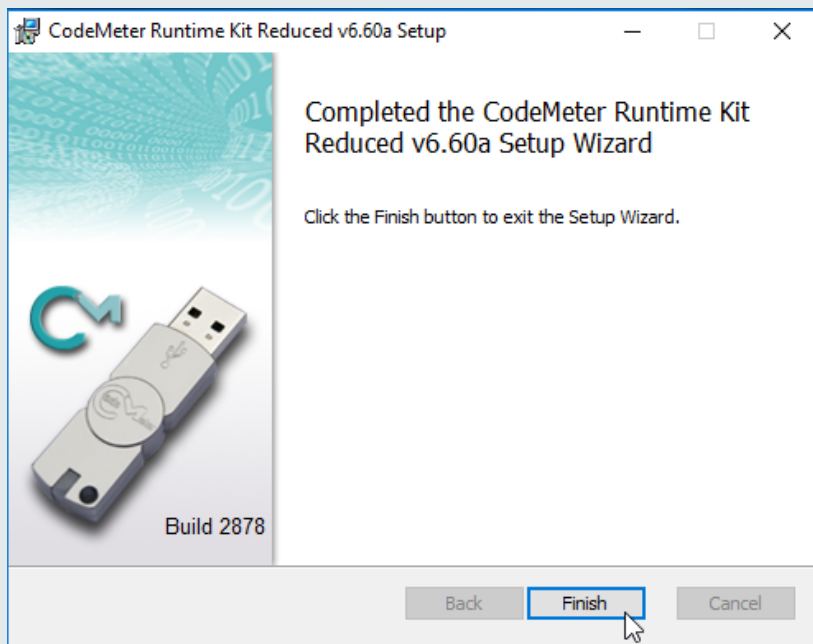 CodeMeter Runtime Kit Reduced v6.60a Setup
Completed the CodeMeter Runtime Kit
Reduced v6.60a Setup Wizard
Click the Finish button to exit the Setup Wizard.
CM
Build 2878
Back
Finish
Cancel